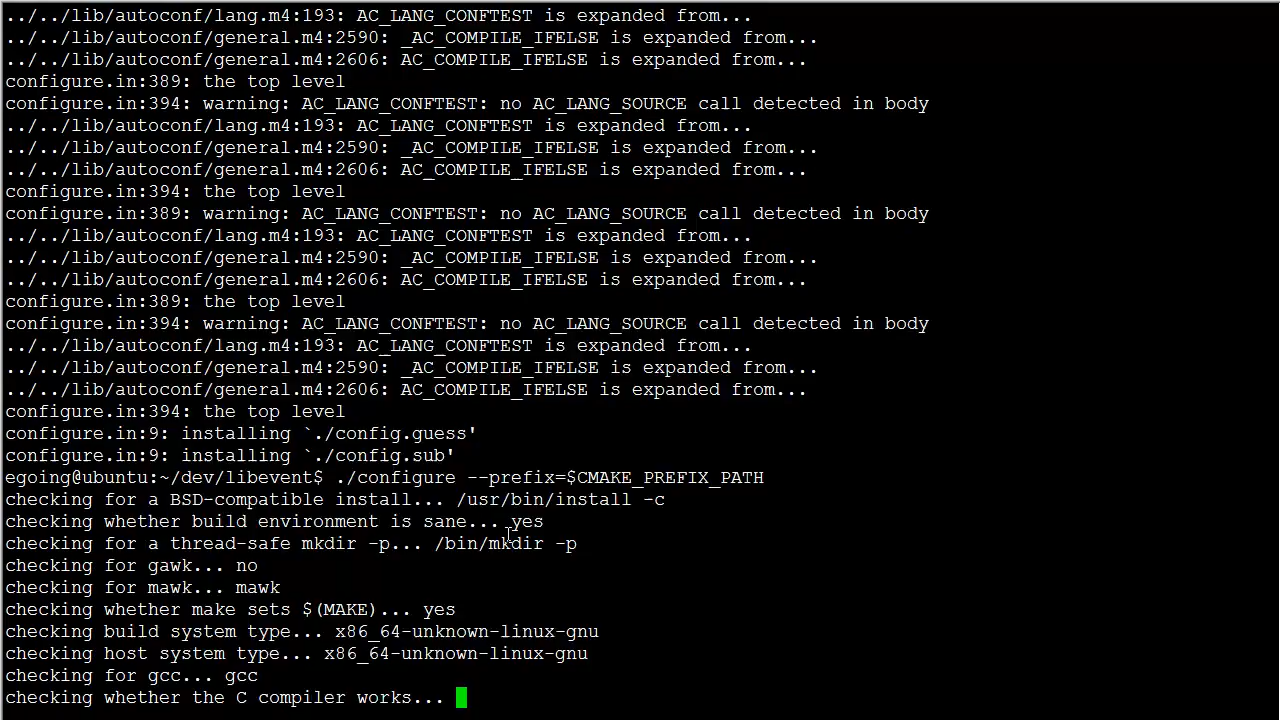 ../../lib/autoconf/lang.m4:193: AC_LANG_CONFTEST is expanded from...
../../lib/autoconf/general.m4:2590: _AC_COMPILE_IFELSE is expanded from...
../../lib/autoconf/general.m4:2606: AC_COMPILE_IFELSE is expanded from...
configure.in:389: the top level
configure.in:394: warning: AC_LANG_CONFTEST: no AC_LANG_SOURCE call detected in body
../../lib/autoconf/lang.m4:193: AC_LANG_CONFTEST is expanded from...
../../lib/autoconf/general.m4:2590: _AC_COMPILE_IFELSE is expanded from...
../../lib/autoconf/general.m4:2606: AC_COMPILE_IFELSE is expanded from...
configure.in:394: the top level
configure.in:389: warning: AC_LANG_CONFTEST: no AC_LANG_SOURCE call detected in body
../../lib/autoconf/lang.m4:193: AC_LANG_CONFTEST is expanded from...
../../lib/autoconf/general.m4:2590: _AC_COMPILE_IFELSE is expanded from...
../../lib/autoconf/general.m4:2606: AC_COMPILE_IFELSE is expanded from...
configure.in:389: the top level
configure.in:394: warning: AC_LANG_CONFTEST: no AC_LANG_SOURCE call detected in body
../../lib/autoconf/lang.m4:193: AC_LANG_CONFTEST is expanded from...
../../lib/autoconf/general.m4:2590: _AC_COMPILE_IFELSE is expanded from...
../../lib/autoconf/general.m4:2606: AC_COMPILE_IFELSE is expanded from...
configure.in:394: the top level
configure.in:9: installing `./config.guess'
configure.in:9: installing `./config.sub'
egoing@ubuntu:~/dev/libevent$ ./configure --prefix=$CMAKE_PREFIX_PATH
checking for a BSD-compatible install... /usr/bin/install -c
checking whether build environment is sane... yes
checking for a thread-safe mkdir -p... /bin/mkdir -p
checking for gawk... no
checking for mawk... mawk
checking whether make sets $(MAKE)... yes
checking build system type... x86_64-unknown-linux-gnu
checking host system type... x86_64-unknown-linux-gnu
checking for gcc... gcc
checking whether the C compiler works...